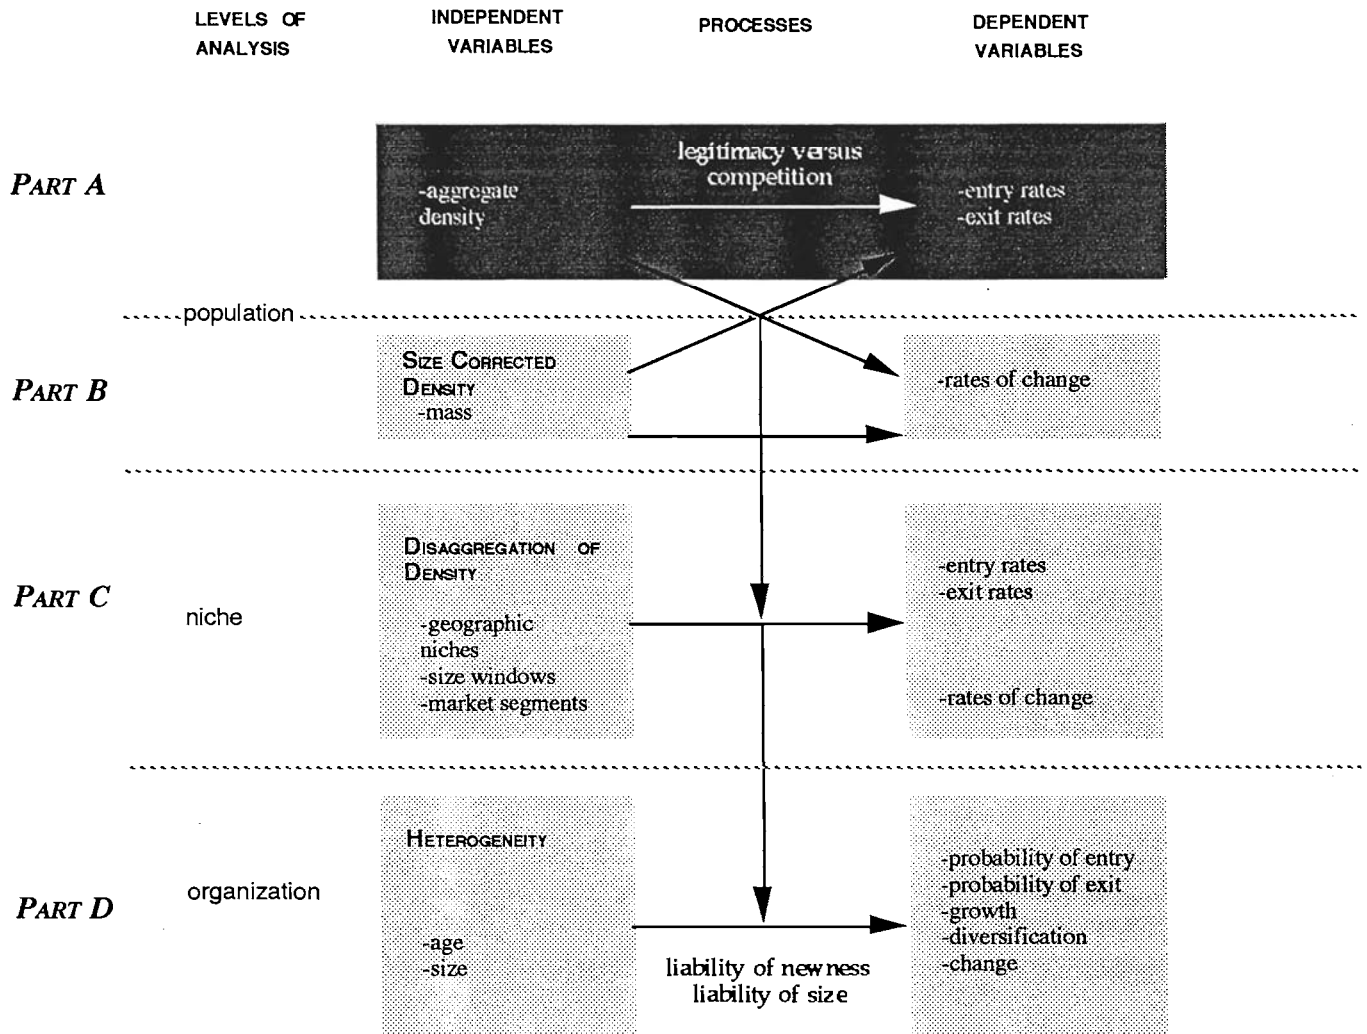 LEVELS OF
ANALYSIS
INDEPENDENT
VARIABLES
PROCESSES
DEPENDENT
VARIABLES
PART A
-aggregate
density
legitimacy versus
competition
-entry rates
-exit rates
population
PART B
SIZE CORRECTED
DENSITY
-mass
-rates of change
PART C
niche
DISAGGREGATION OF
DENSITY
-geographic
niches
-size windows
-market segments
-entry rates
-exit rates
-rates of change
PART D
organization
HETEROGENEITY
-age
-size
liability of newness
liability of size
-probability of entry
-probability of exit
-growth
-diversification
-change